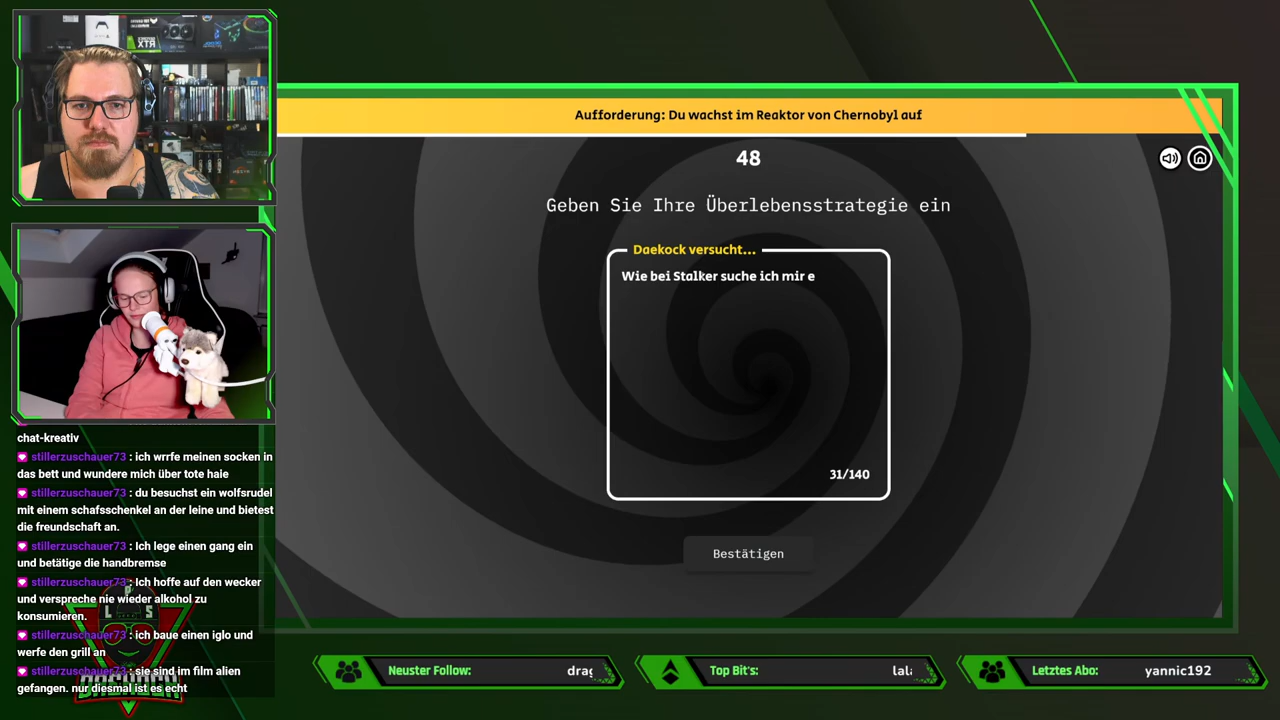 Aufforderung: Du wachst im Reaktor von Chernobyl auf
48
Geben Sie Ihre Überlebensstrategie ein
Daekock versucht...
Wie bei Stalker suche ich mir e
31/140
Bestätigen
chat-kreativ
stillerzuschauer73 : ich wrrfe meinen socken in
das bett und wundere mich über tote haie
stillerzuschauer73 : du besuchst ein wolfsrudel
mit einem schafsschenkel an der leine und bietest
die freundschaft an.
stillerzuschauer73 : Ich lege einen gang ein
und betätige die handbremse
stillerzuschauer73 : Ich hoffe auf den wecker
und verspreche nie wieder alkohol zu
konsumieren.
stillerzuschauer73 : ich baue einen iglo und
werfe den grill an
stillerzuschauer73 : sie sind im film alien
gefangen. nur diesmal ist es echt
Neuster Follow: drag
Top Bit's: lala
Letztes Abo: yannic192